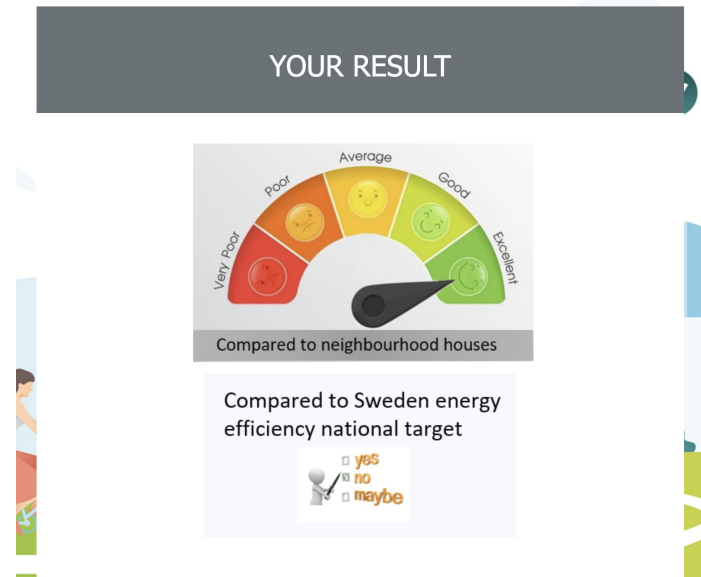 YOUR RESULT
Average
Poor
Good
Very Poor
Excellent
Compared to neighbourhood houses
Compared to Sweden energy
efficiency national target
yes
no
maybe